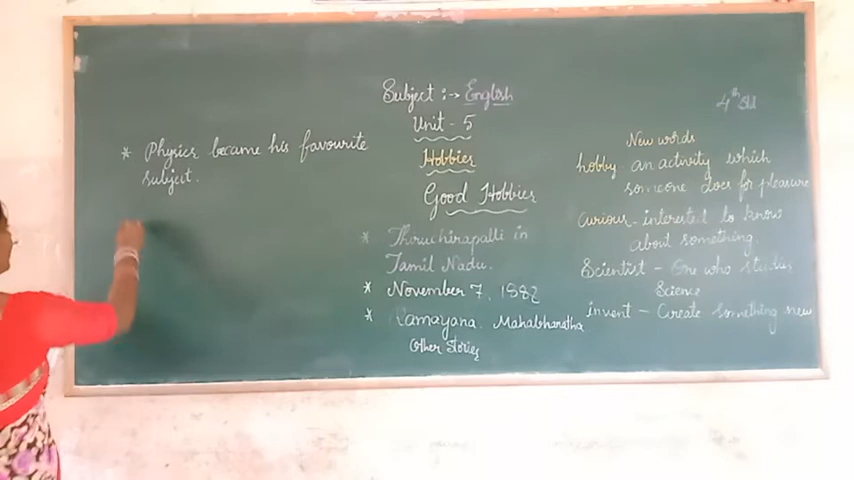 Subject :→ English
4th Std
Unit - 5
Hobbies
Good Hobbies
* Physics became his favourite
subject.
* Thiruchirapalli in
Tamil Nadu.
* November 7, 1882
* Ramayana. Mahabharatha
Other Stories
New words
hobby an activity which
someone does for pleasure
curious - interested to know
about something.
Scientist - One who studies
Science
invent - Create something new